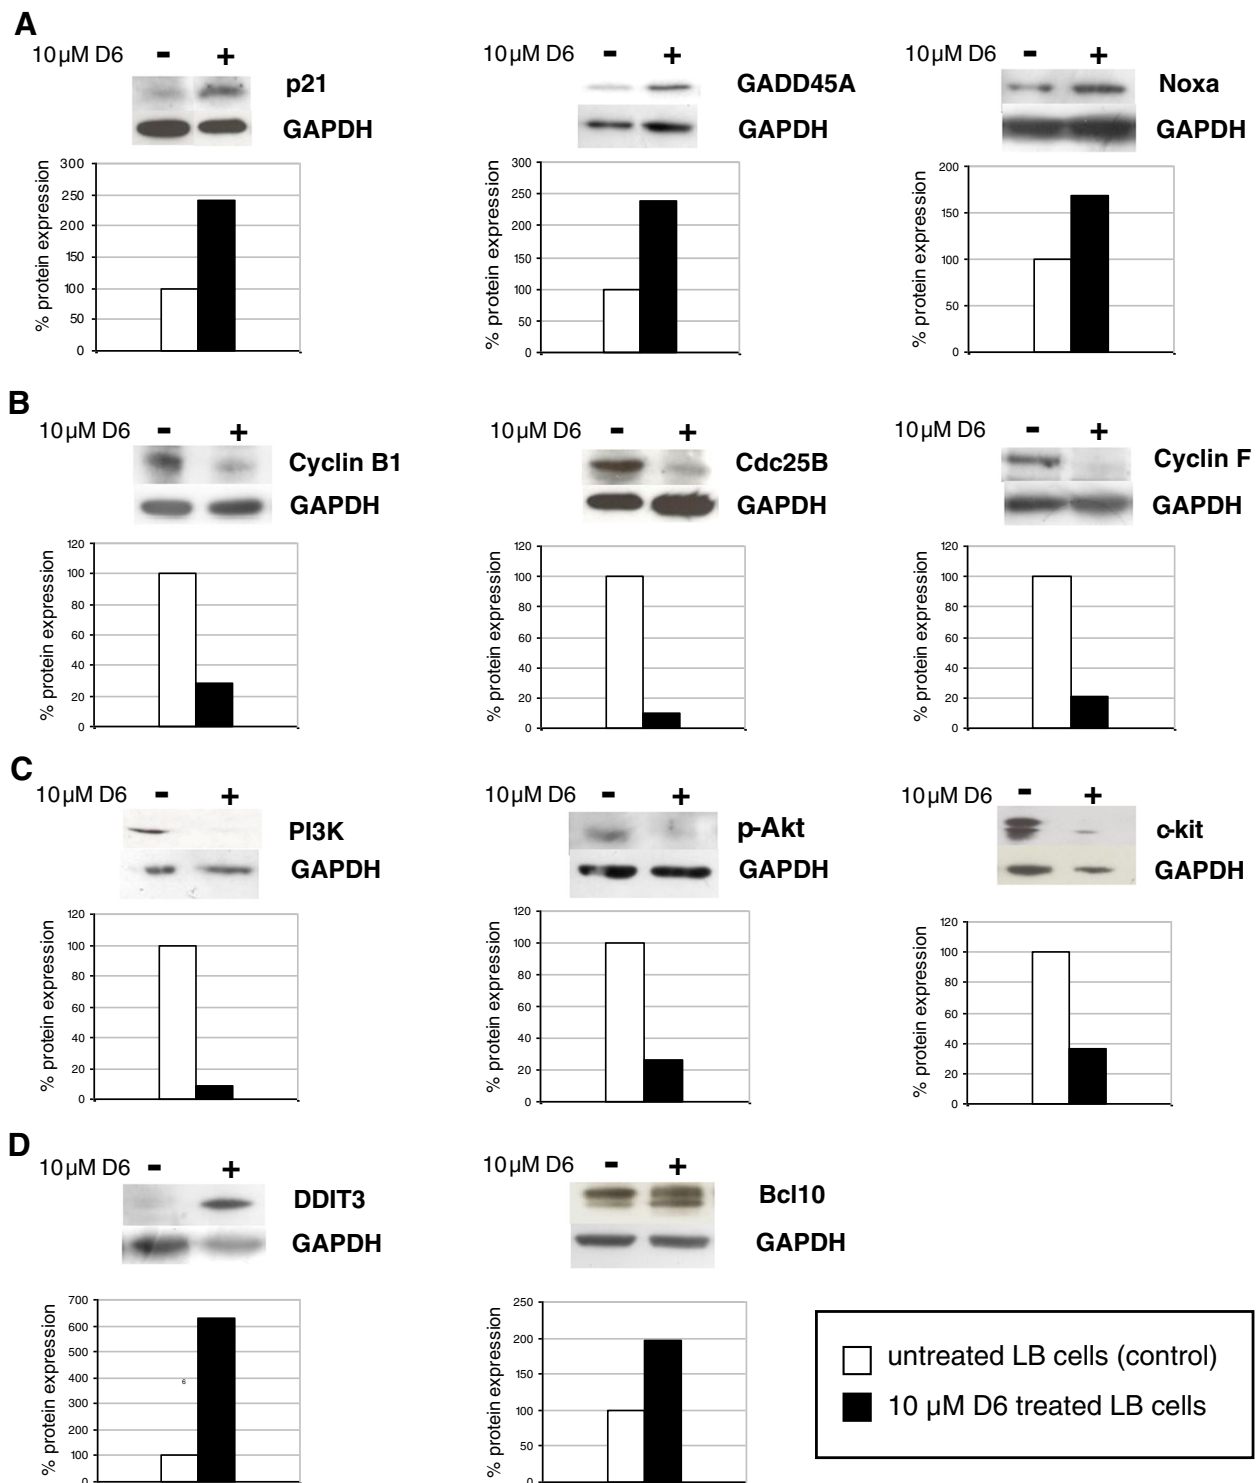 A
10µM D6 - +
p21
GAPDH
10µM D6 - +
GADD45A
GAPDH
10µM D6 - +
Noxa
GAPDH
% protein expression
300
250
200
150
100
50
0
% protein expression
300
250
200
150
100
50
0
% protein expression
200
150
100
50
0
B
10µM D6 - +
Cyclin B1
GAPDH
10µM D6 - +
Cdc25B
GAPDH
10µM D6 - +
Cyclin F
GAPDH
% protein expression
120
100
80
60
40
20
0
% protein expression
120
100
80
60
40
20
0
% protein expression
120
100
80
60
40
20
0
C
10µM D6 - +
PI3K
GAPDH
10µM D6 - +
p-Akt
GAPDH
10µM D6 - +
c-kit
GAPDH
% protein expression
120
100
80
60
40
20
0
% protein expression
120
100
80
60
40
20
0
% protein expression
120
100
80
60
40
20
0
D
10µM D6 - +
DDIT3
GAPDH
10µM D6 - +
Bcl10
GAPDH
% protein expression
700
600
500
400
300
200
100
0
6
% protein expression
250
200
150
100
50
0
untreated LB cells (control)
10 µM D6 treated LB cells